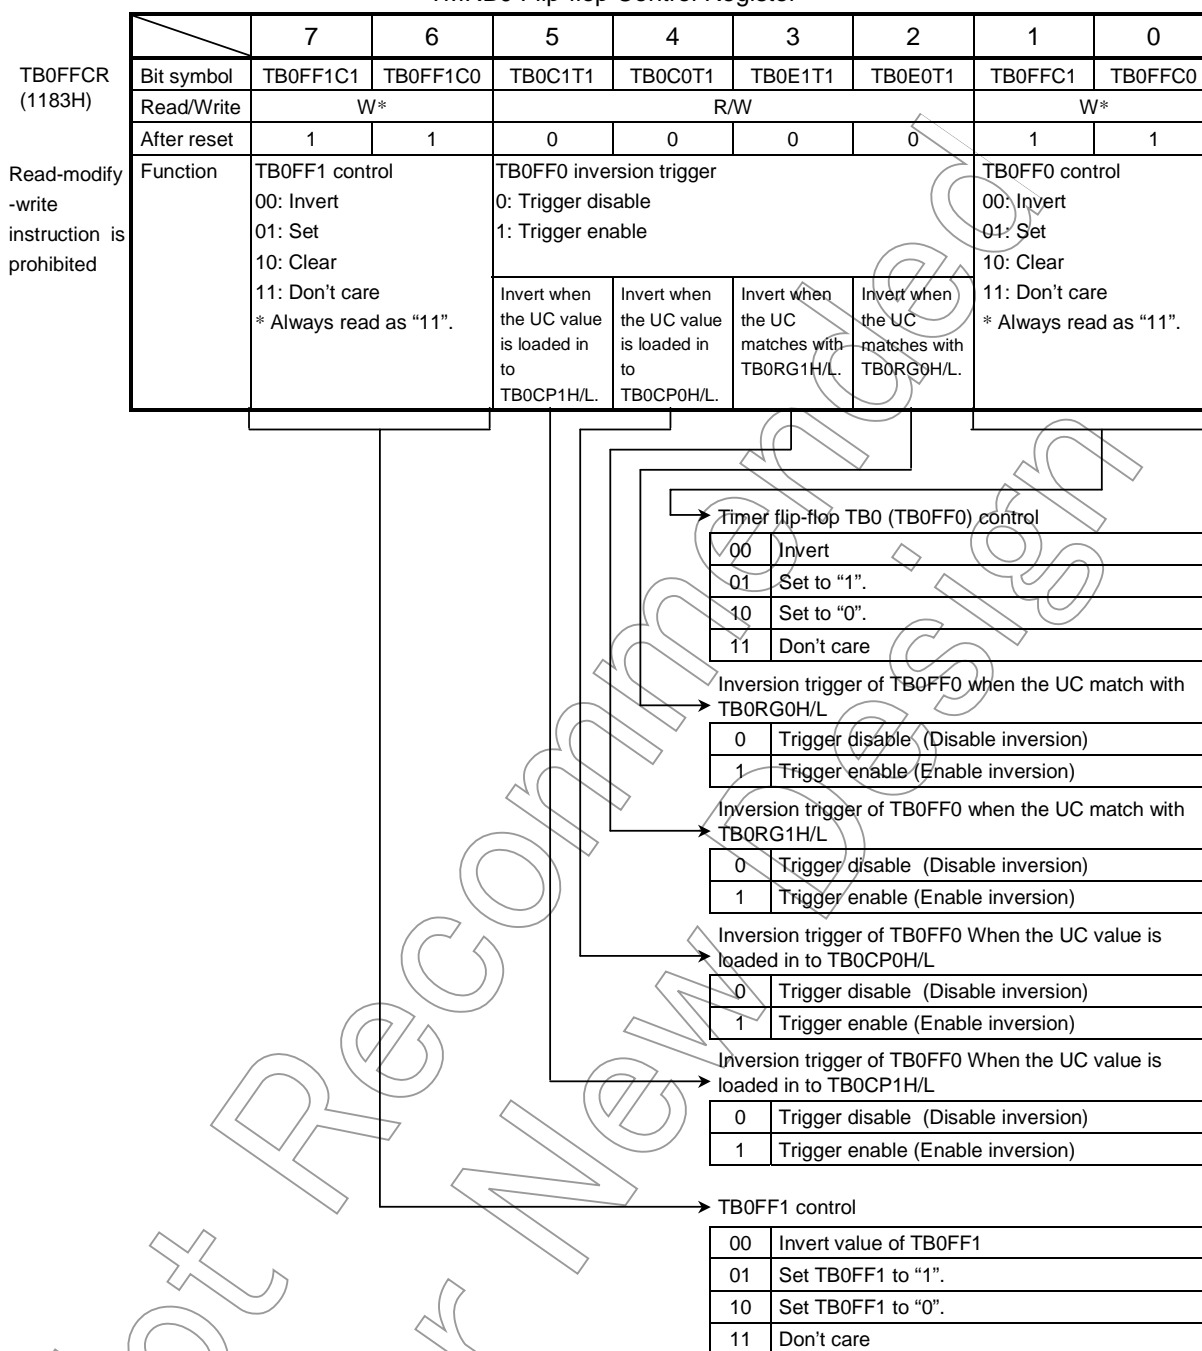 TMRB0 Flip-flop Control Register
7 6 5 4 3 2 1 0
TB0FFCR
(1183H)
Bit symbol TB0FF1C1 TB0FF1C0 TB0C1T1 TB0C0T1 TB0E1T1 TB0E0T1 TB0FFC1 TB0FFC0
Read/Write W* R/W W*
After reset 1 1 0 0 0 0 1 1
Read-modify
-write
instruction is
prohibited
Function
TB0FF1 control
00: Invert
01: Set
10: Clear
11: Don't care
* Always read as “11”.
TB0FF0 inversion trigger
0: Trigger disable
1: Trigger enable
Invert when
the UC value
is loaded in
to
TB0CP1H/L.
Invert when
the UC value
is loaded in
to
TB0CP0H/L.
Invert when
the UC
matches with
TB0RG1H/L.
Invert when
the UC
matches with
TB0RG0H/L.
TB0FF0 control
00: Invert
01: Set
10: Clear
11: Don't care
* Always read as “11”.
Timer flip-flop TB0 (TB0FF0) control
00 Invert
01 Set to “1”.
10 Set to “0”.
11 Don't care
Inversion trigger of TB0FF0 when the UC match with
TB0RG0H/L
0 Trigger disable (Disable inversion)
1 Trigger enable (Enable inversion)
Inversion trigger of TB0FF0 when the UC match with
TB0RG1H/L
0 Trigger disable (Disable inversion)
1 Trigger enable (Enable inversion)
Inversion trigger of TB0FF0 When the UC value is
loaded in to TB0CP0H/L
0 Trigger disable (Disable inversion)
1 Trigger enable (Enable inversion)
Inversion trigger of TB0FF0 When the UC value is
loaded in to TB0CP1H/L
0 Trigger disable (Disable inversion)
1 Trigger enable (Enable inversion)
TB0FF1 control
00 Invert value of TB0FF1
01 Set TB0FF1 to “1”.
10 Set TB0FF1 to “0”.
11 Don't care
Not Recommended
for New Design